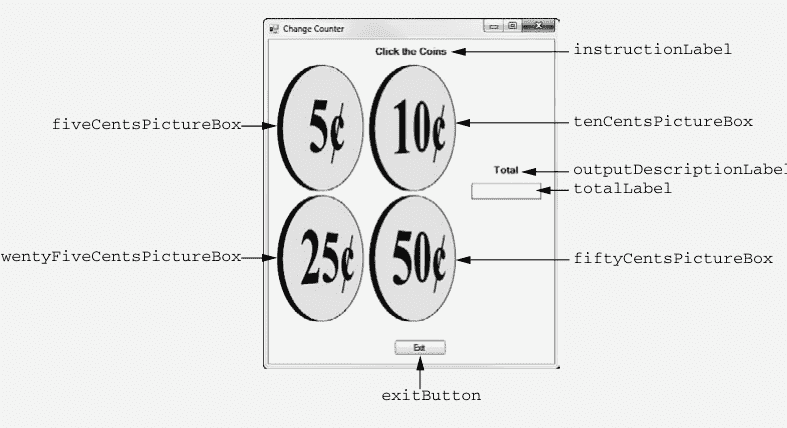 Change Counter
Click the Coins
instructionLabel
fiveCentsPictureBox
5¢
10¢
tenCentsPictureBox
Total
outputDescriptionLabel
totalLabel
wentyFiveCentsPictureBox
25¢
50¢
fiftyCentsPictureBox
Exit
exitButton